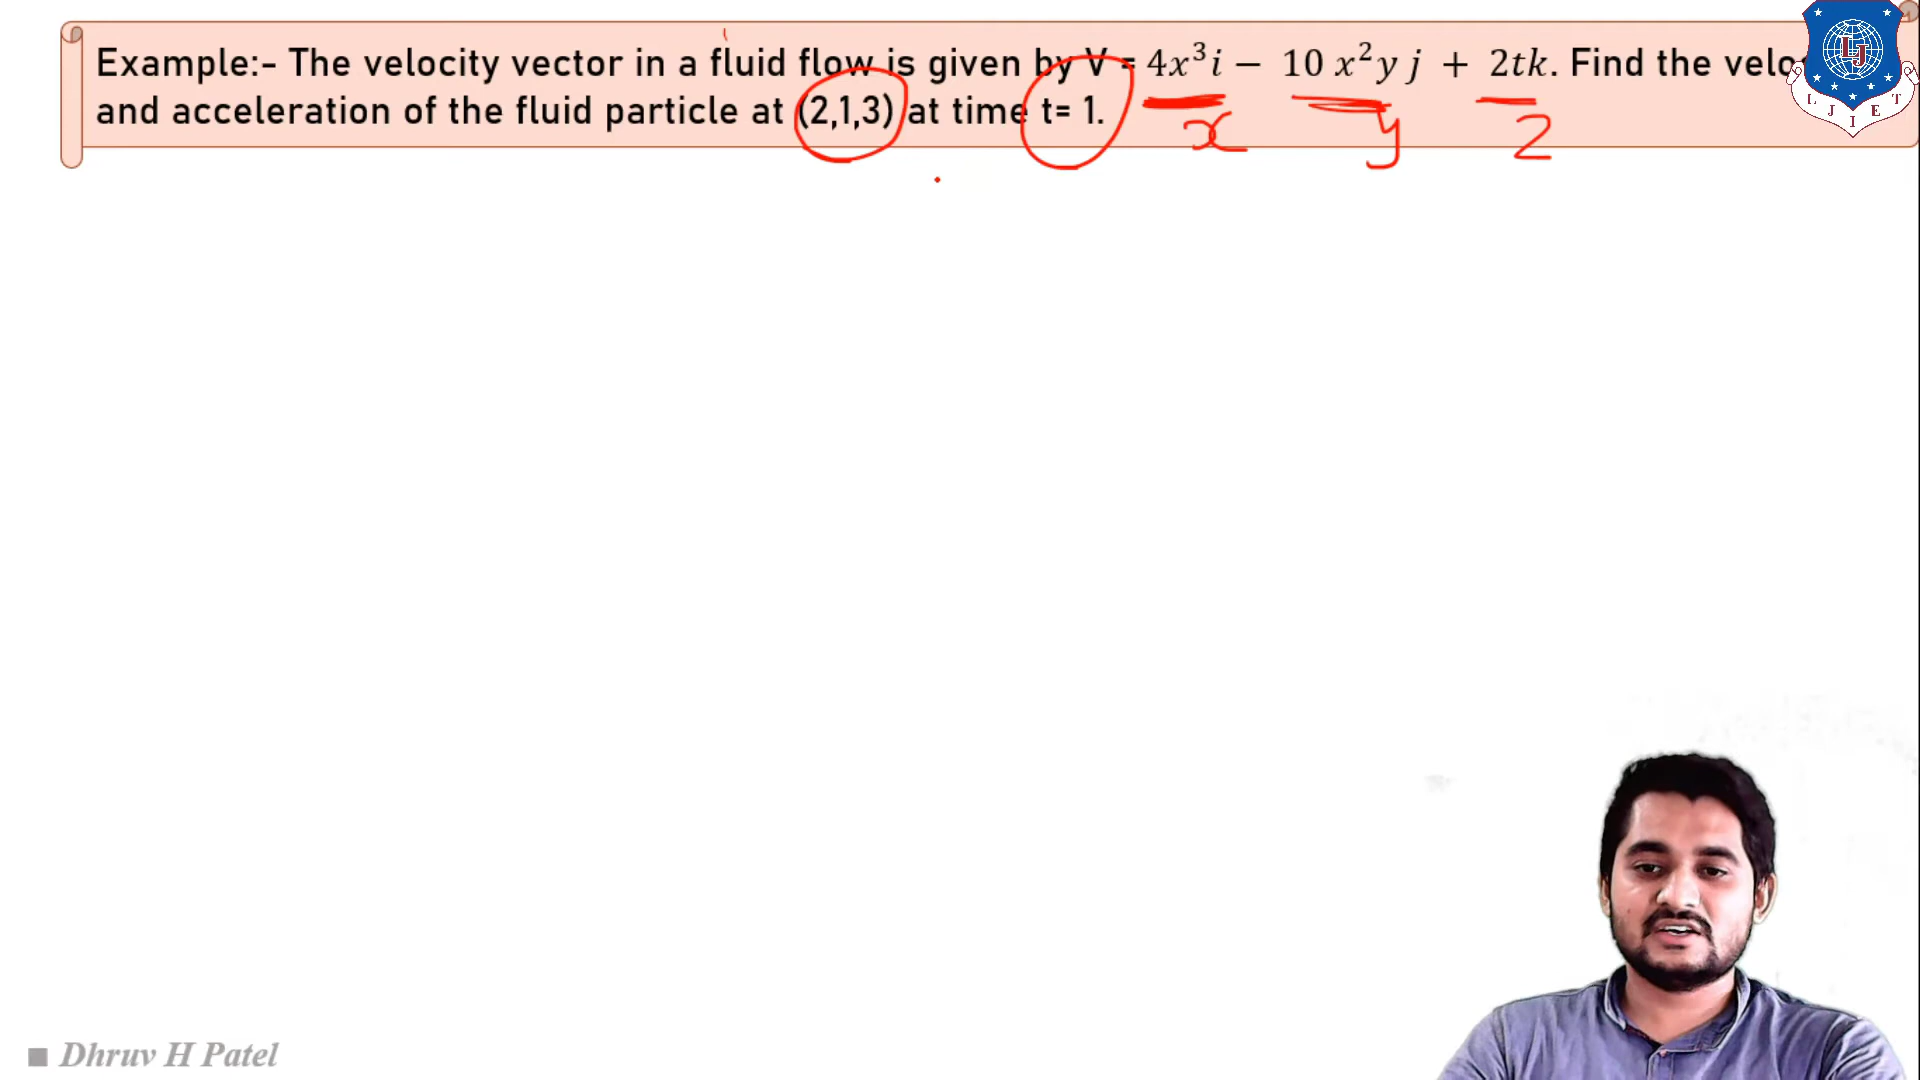 Example:- The velocity vector in a fluid flow is given by V = 4x³i − 10 x²y j + 2tk. Find the velo
and acceleration of the fluid particle at (2,1,3) at time t= 1.
x y z
LJ
L J I E T
Dhruv H Patel